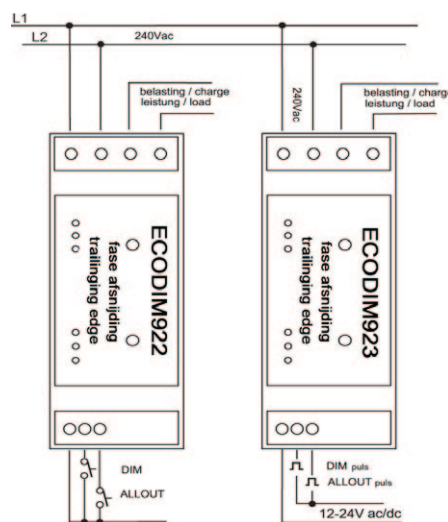 L1
L2
240Vac
belasting / charge
leistung / load
ECODIM922
fase afsnijding
trailinging edge
DIM
ALLOUT
240Vac
belasting / charge
leistung / load
ECODIM923
fase afsnijding
trailinging edge
DIM puls
ALLOUT puls
12-24V ac/dc